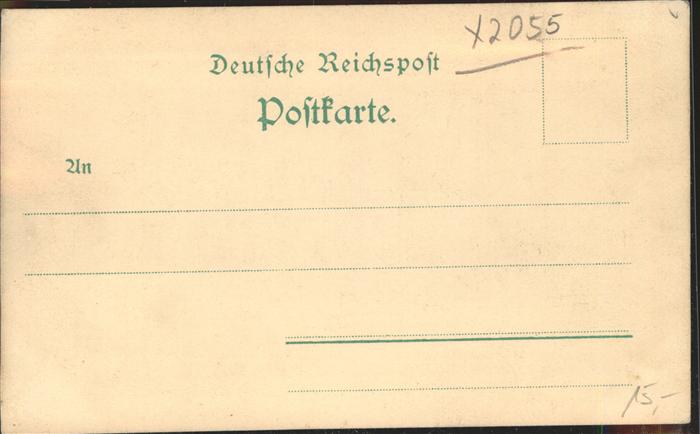 X2055
Deutſche Reichspoſt
Poſtkarte.
An
15,-